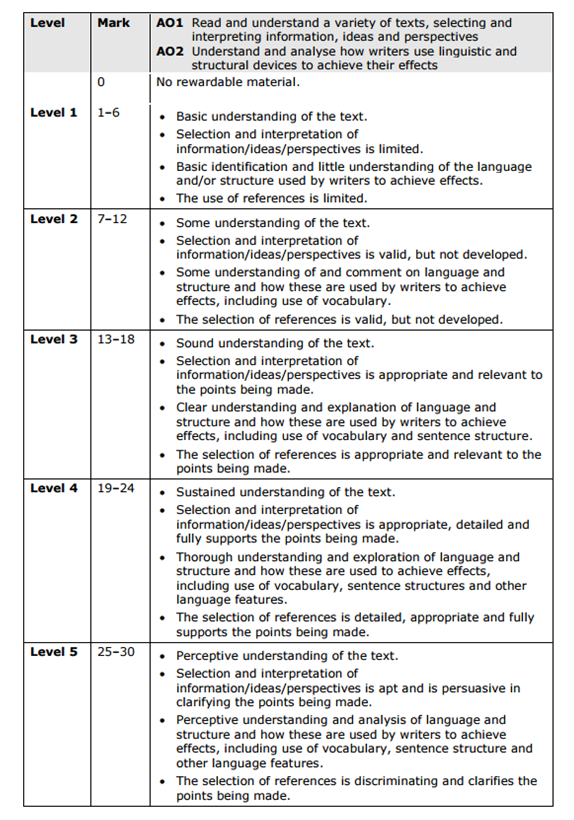 Level Mark AO1 Read and understand a variety of texts, selecting and
interpreting information, ideas and perspectives
AO2 Understand and analyse how writers use linguistic and
structural devices to achieve their effects
0 No rewardable material.
Level 1 1–6 • Basic understanding of the text.
• Selection and interpretation of
information/ideas/perspectives is limited.
• Basic identification and little understanding of the language
and/or structure used by writers to achieve effects.
• The use of references is limited.
Level 2 7–12 • Some understanding of the text.
• Selection and interpretation of
information/ideas/perspectives is valid, but not developed.
• Some understanding of and comment on language and
structure and how these are used by writers to achieve
effects, including use of vocabulary.
• The selection of references is valid, but not developed.
Level 3 13–18 • Sound understanding of the text.
• Selection and interpretation of
information/ideas/perspectives is appropriate and relevant to
the points being made.
• Clear understanding and explanation of language and
structure and how these are used by writers to achieve
effects, including use of vocabulary and sentence structure.
• The selection of references is appropriate and relevant to the
points being made.
Level 4 19–24 • Sustained understanding of the text.
• Selection and interpretation of
information/ideas/perspectives is appropriate, detailed and
fully supports the points being made.
• Thorough understanding and exploration of language and
structure and how these are used to achieve effects,
including use of vocabulary, sentence structures and other
language features.
• The selection of references is detailed, appropriate and fully
supports the points being made.
Level 5 25–30 • Perceptive understanding of the text.
• Selection and interpretation of
information/ideas/perspectives is apt and is persuasive in
clarifying the points being made.
• Perceptive understanding and analysis of language and
structure and how these are used by writers to achieve
effects, including use of vocabulary, sentence structure and
other language features.
• The selection of references is discriminating and clarifies the
points being made.